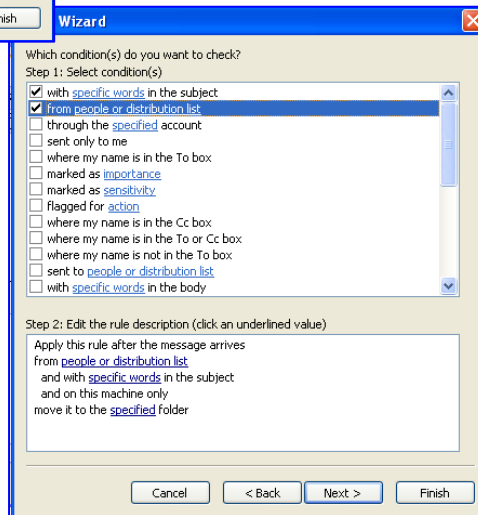 nish
Wizard
Which condition(s) do you want to check?
Step 1: Select condition(s)
with specific words in the subject
from people or distribution list
through the specified account
sent only to me
where my name is in the To box
marked as importance
marked as sensitivity
flagged for action
where my name is in the Cc box
where my name is in the To or Cc box
where my name is not in the To box
sent to people or distribution list
with specific words in the body
Step 2: Edit the rule description (click an underlined value)
Apply this rule after the message arrives
from people or distribution list
and with specific words in the subject
and on this machine only
move it to the specified folder
Cancel < Back Next > Finish